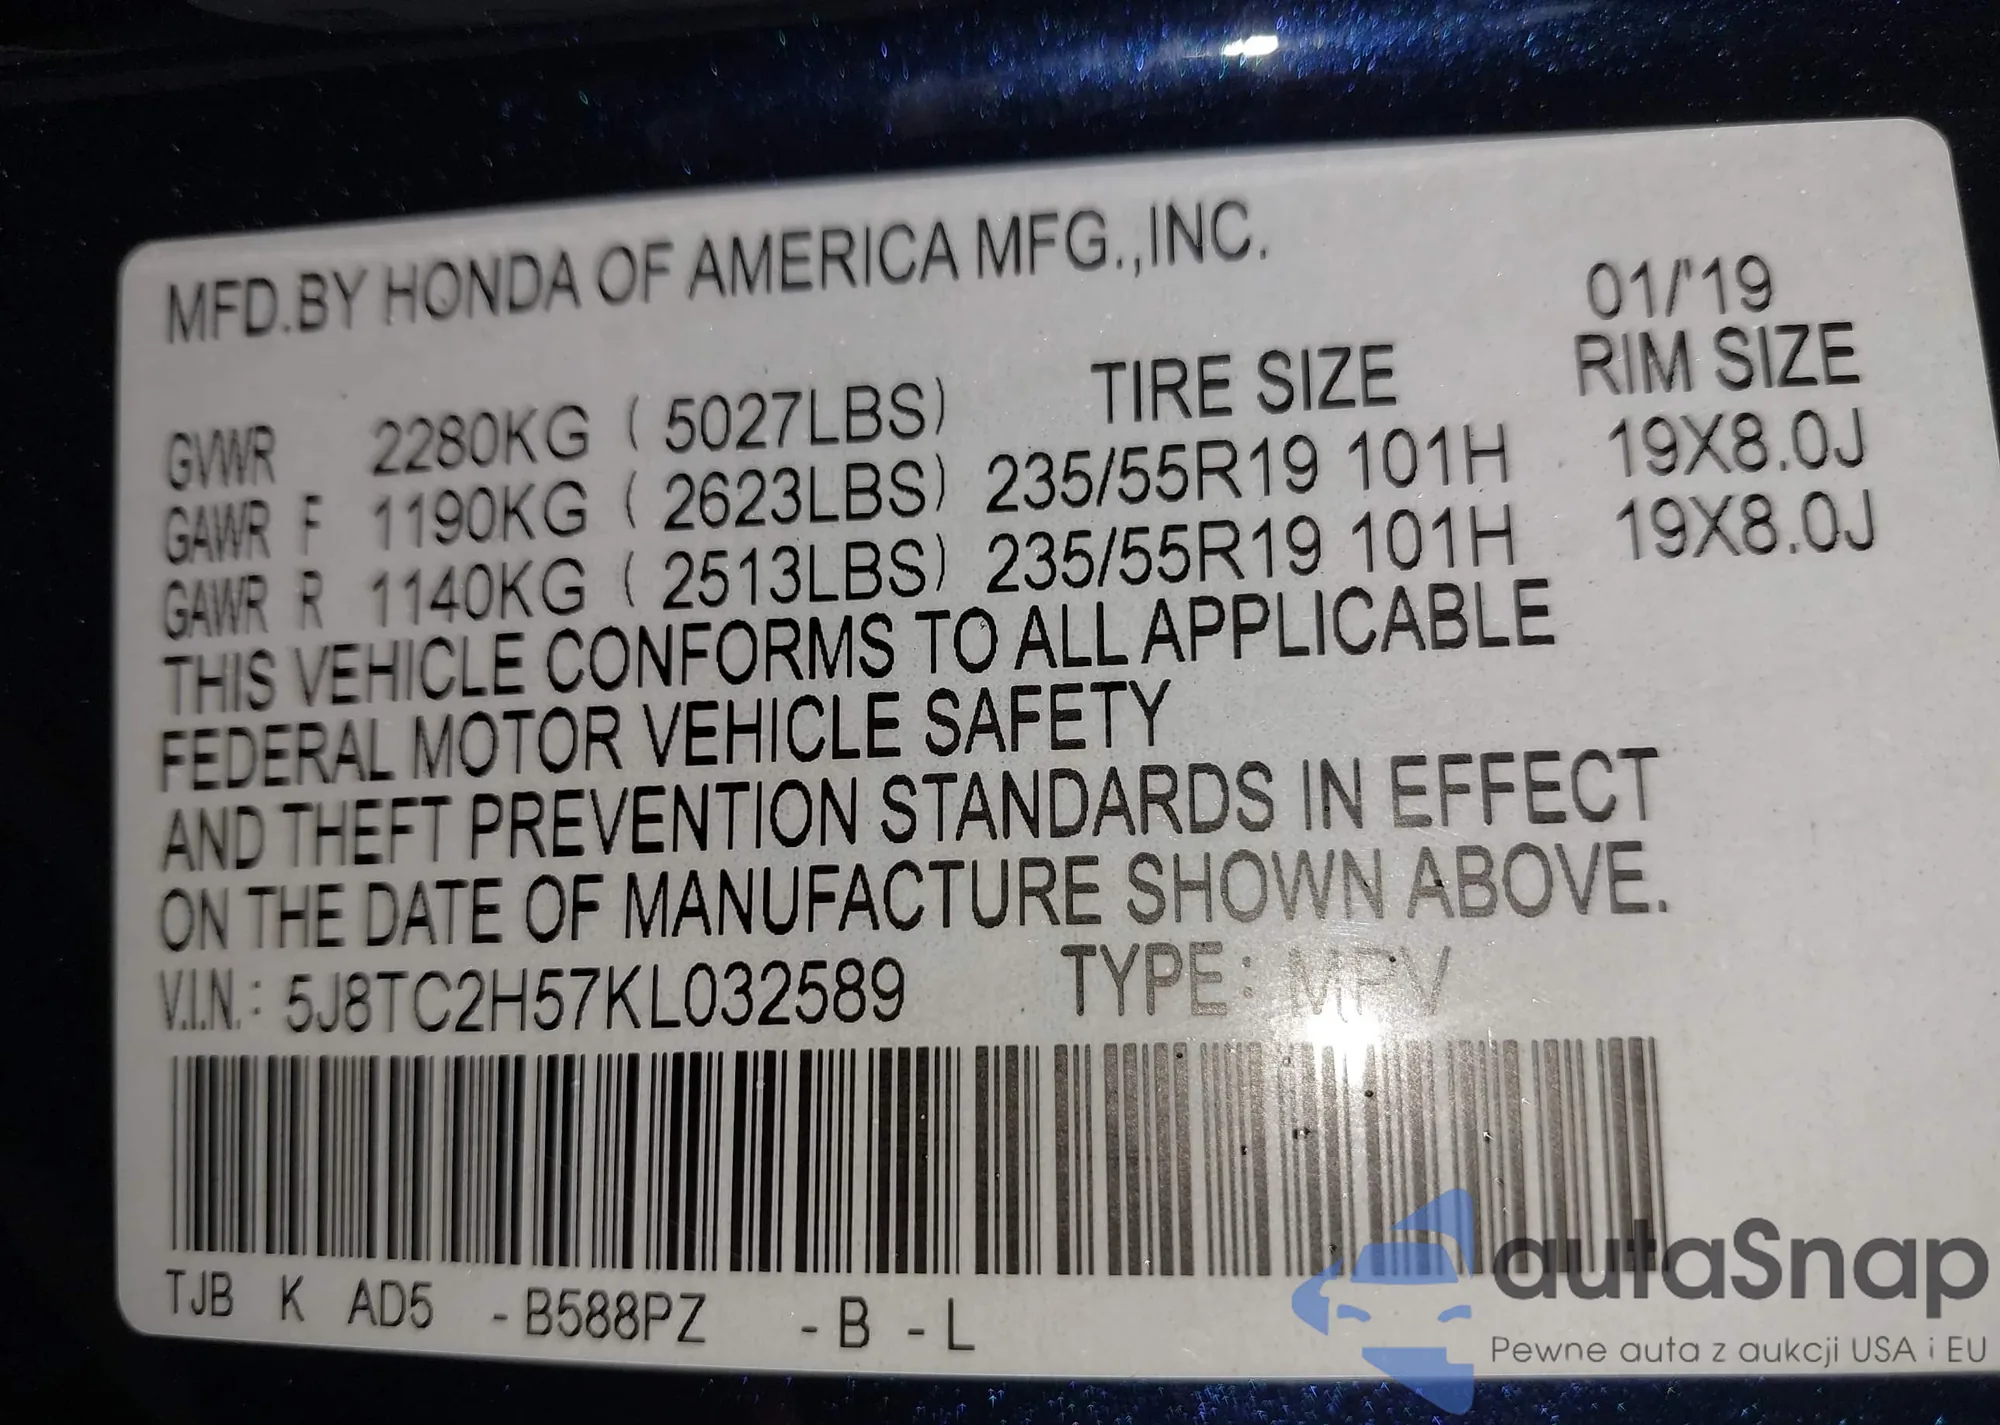 MFD.BY HONDA OF AMERICA MFG.,INC.
01/'19
TIRE SIZE RIM SIZE
GVWR 2280KG ( 5027LBS)
GAWR F 1190KG ( 2623LBS) 235/55R19 101H 19X8.0J
GAWR R 1140KG ( 2513LBS) 235/55R19 101H 19X8.0J
THIS VEHICLE CONFORMS TO ALL APPLICABLE
FEDERAL MOTOR VEHICLE SAFETY
AND THEFT PREVENTION STANDARDS IN EFFECT
ON THE DATE OF MANUFACTURE SHOWN ABOVE.
V.I.N.: 5J8TC2H57KL032589 TYPE: MPV
TJB K AD5 -B588PZ -B -L
autaSnap
Pewne auta z aukcji USA i EU